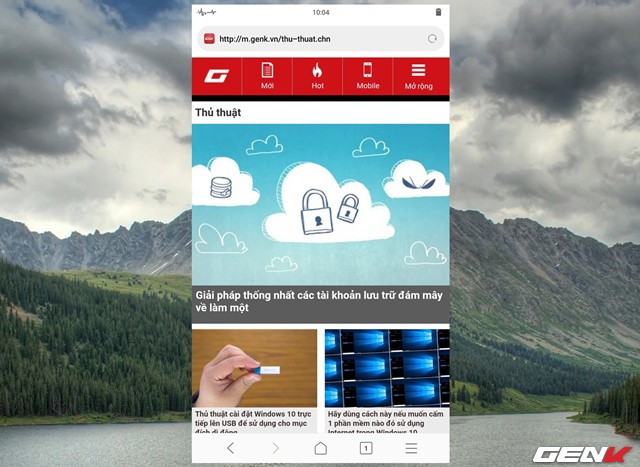 10:04
http://m.genk.vn/thu-thuat.chn
Mới Hot Mobile Mở rộng
Thủ thuật
Giải pháp thống nhất các tài khoản lưu trữ đám mây
về làm một
Thủ thuật cài đặt Windows 10 trực
tiếp lên USB để sử dụng cho mục
đích di động
Hãy dùng cách này nếu muốn cấm
1 phần mềm nào đó sử dụng
Internet trong Windows 10
1
GENK